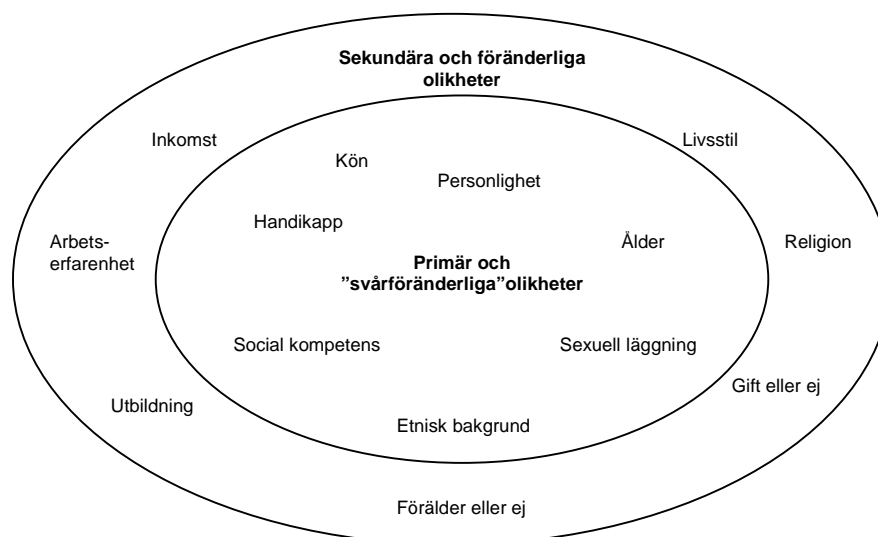 Sekundära och föränderliga
olikheter
Inkomst
Livsstil
Kön
Personlighet
Handikapp
Ålder
Arbets-
erfarenhet
Religion
Primär och
”svårföränderliga”olikheter
Social kompetens
Sexuell läggning
Gift eller ej
Utbildning
Etnisk bakgrund
Förälder eller ej